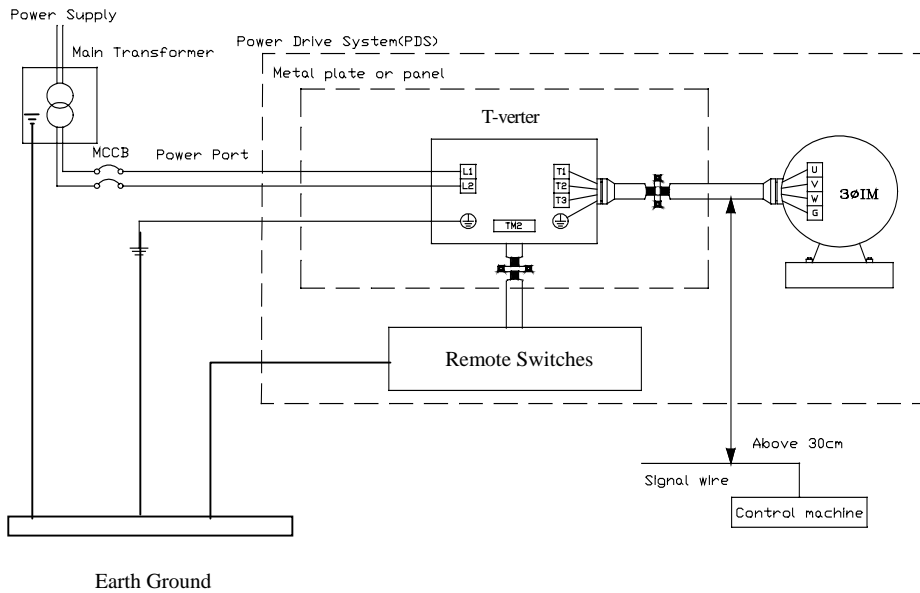 Power Supply
Main Transformer
Power Drive System(PDS)
Metal plate or panel
T-verter
MCCB
Power Port
L1
L2
T1
T2
T3
TM2
U
V
W
G
3øIM
Remote Switches
Above 30cm
Signal wire
Control machine
Earth Ground